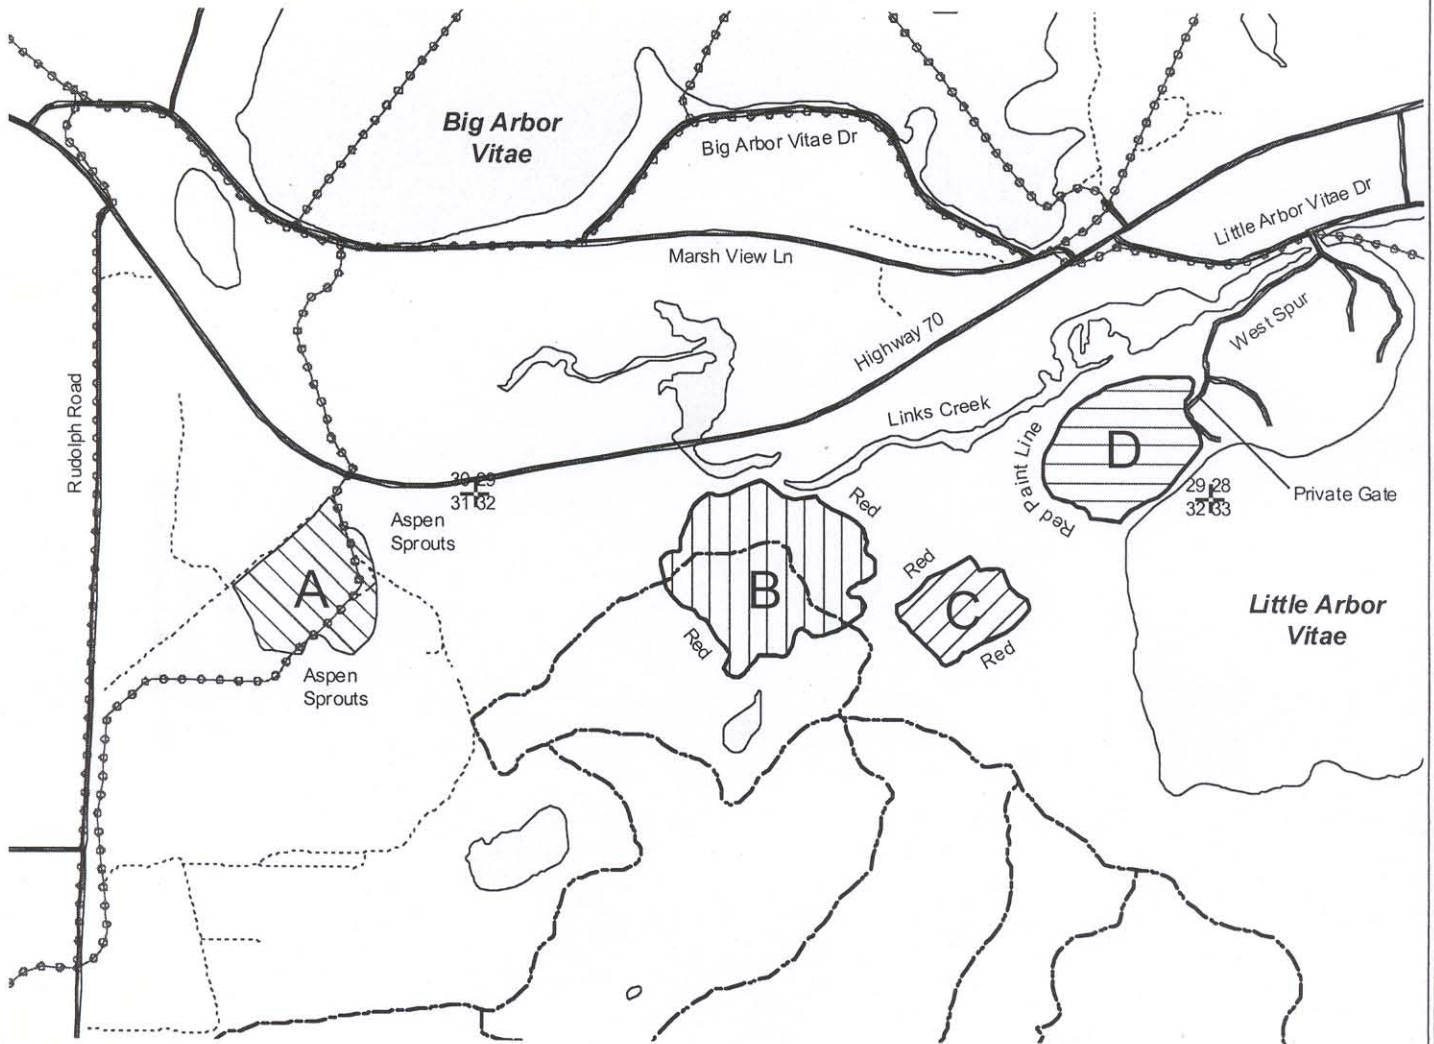 Big Arbor
Vitae
Big Arbor Vitae Dr
Little Arbor Vitae Dr
Marsh View Ln
West Spur
Highway 70
Rudolph Road
Links Creek
Red Paint Line
D
Private Gate
30 29
31 32
29 28
32 33
Aspen
Sprouts
Red
A
B
Red
C
Little Arbor
Vitae
Red
Red
Aspen
Sprouts